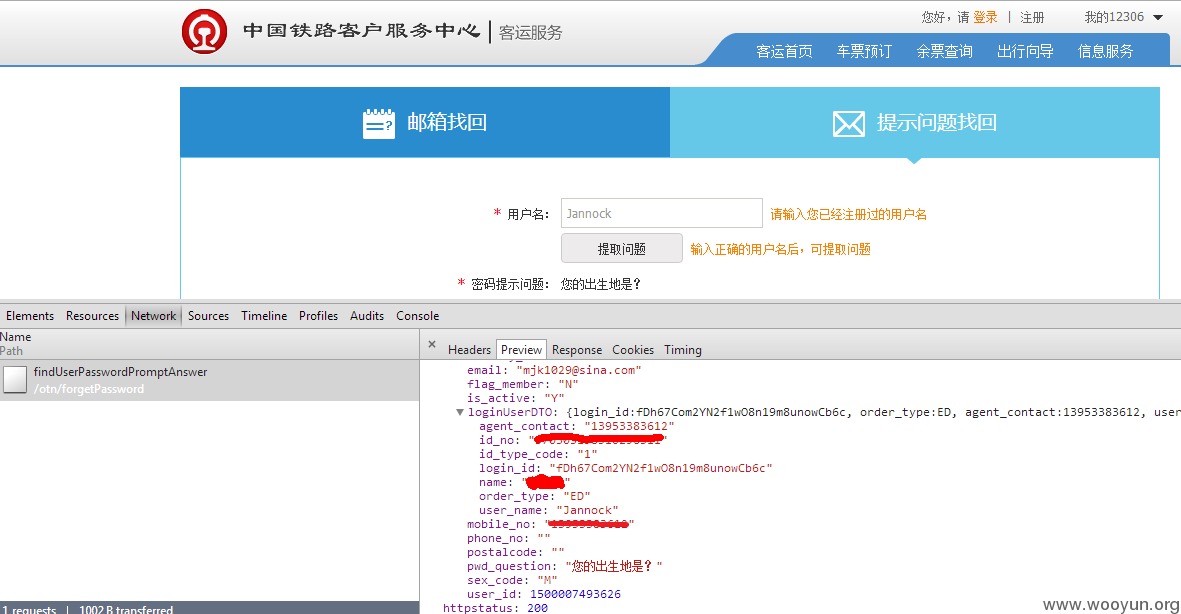 您好，请 登录 | 注册 我的12306
中国铁路客户服务中心 | 客运服务
客运首页 车票预订 余票查询 出行向导 信息服务
邮箱找回 提示问题找回
* 用户名： Jannock 请输入您已经注册过的用户名
提取问题 输入正确的用户名后，可提取问题
* 密码提示问题： 您的出生地是？
Elements Resources Network Sources Timeline Profiles Audits Console
Name
Path
× Headers Preview Response Cookies Timing
findUserPasswordPromptAnswer
/otn/forgetPassword
email: "mjk1029@sina.com"
flag_member: "N"
is_active: "Y"
loginUserDTO: {login_id:fDh67Com2YN2f1wO8n19m8unowCb6c, order_type:ED, agent_contact:13953383612, user
agent_contact: "13953383612"
id_no: "
id_type_code: "1"
login_id: "fDh67Com2YN2f1wO8n19m8unowCb6c"
name: "
order_type: "ED"
user_name: "Jannock"
mobile_no: "
phone_no: ""
postalcode: ""
pwd_question: "您的出生地是？"
sex_code: "M"
user_id: 1500007493626
httpstatus: 200
1 requests | 1002 B transferred
www.wooyun.org